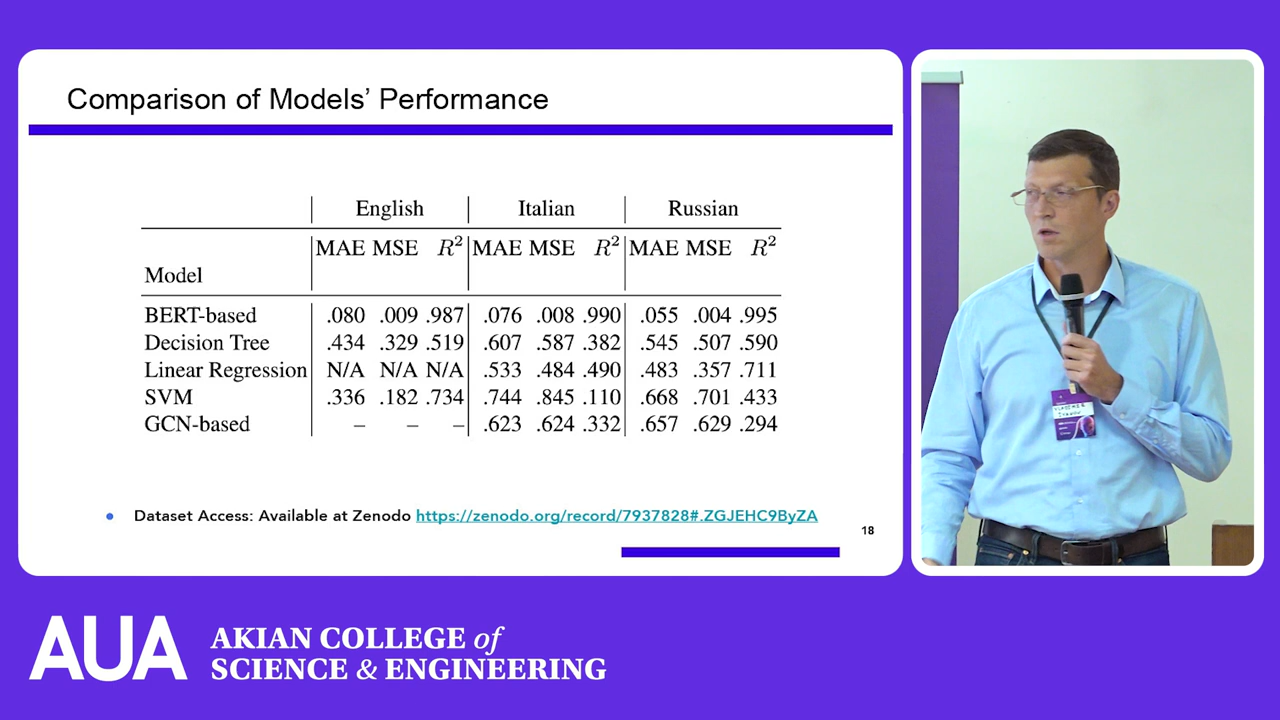 Comparison of Models' Performance
English Italian Russian
MAE MSE R² MAE MSE R² MAE MSE R²
Model
BERT-based .080 .009 .987 .076 .008 .990 .055 .004 .995
Decision Tree .434 .329 .519 .607 .587 .382 .545 .507 .590
Linear Regression N/A N/A N/A .533 .484 .490 .483 .357 .711
SVM .336 .182 .734 .744 .845 .110 .668 .701 .433
GCN-based – – – .623 .624 .332 .657 .629 .294
• Dataset Access: Available at Zenodo https://zenodo.org/record/7937828#.ZGJEHC9ByZA
18
AUA AKIAN COLLEGE of
SCIENCE & ENGINEERING